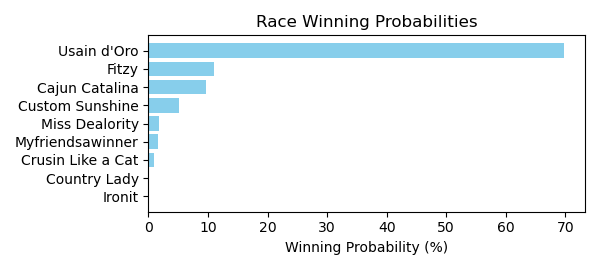 Race Winning Probabilities
Usain d'Oro
Fitzy
Cajun Catalina
Custom Sunshine
Miss Dealority
Myfriendsawinner
Crusin Like a Cat
Country Lady
Ironit
0 10 20 30 40 50 60 70
Winning Probability (%)